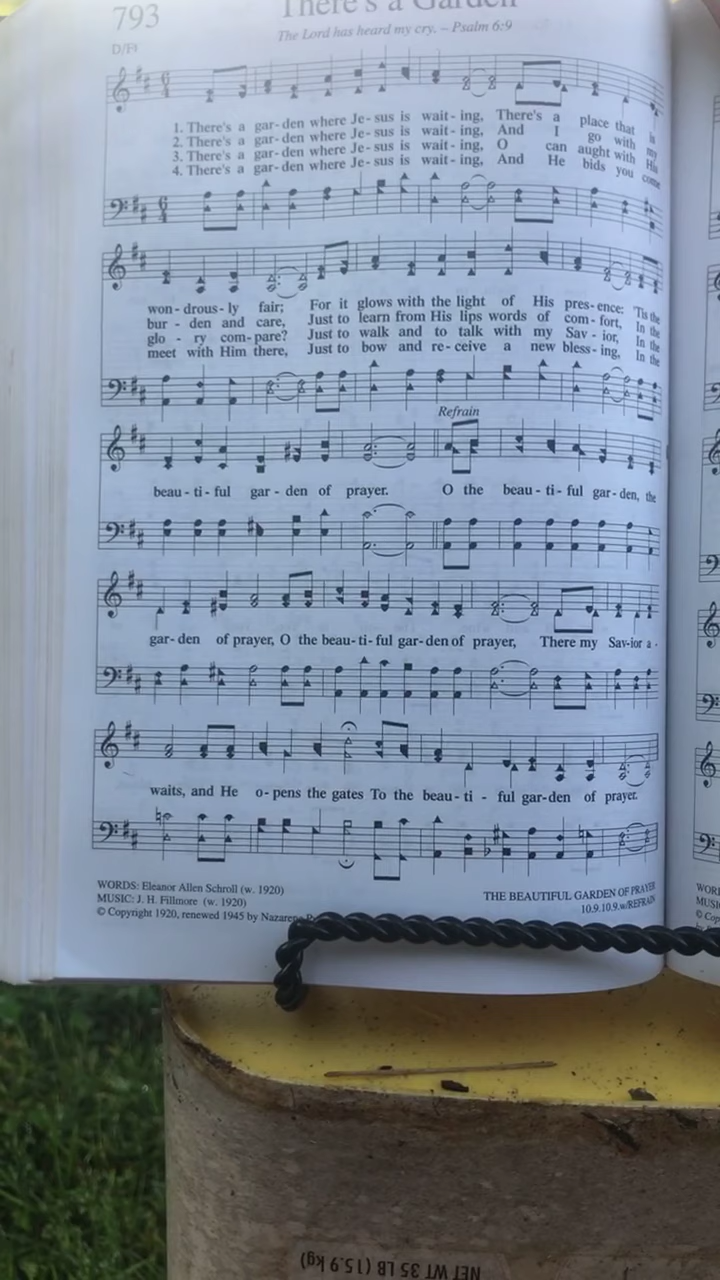 793
There's a Garden
The Lord has heard my cry. – Psalm 6:9
D/F♯
1. There's a gar-den where Je-sus is wait-ing, There's a place that is
2. There's a gar-den where Je-sus is wait-ing, And I go with my
3. There's a gar-den where Je-sus is wait-ing, O can aught with His
4. There's a gar-den where Je-sus is wait-ing, And He bids you come
won-drous-ly fair; For it glows with the light of His pres-ence: 'Tis the
bur-den and care, Just to learn from His lips words of com-fort, In the
glo-ry com-pare? Just to walk and to talk with my Sav-ior, In the
meet with Him there, Just to bow and re-ceive a new bless-ing, In the
Refrain
beau-ti-ful gar-den of prayer. O the beau-ti-ful gar-den, the
gar-den of prayer, O the beau-ti-ful gar-den of prayer, There my Sav-ior a-
waits, and He o-pens the gates To the beau-ti-ful gar-den of prayer.
WORDS: Eleanor Allen Schroll (w. 1920)
MUSIC: J. H. Fillmore (w. 1920)
© Copyright 1920, renewed 1945 by Nazarene
THE BEAUTIFUL GARDEN OF PRAYER
10.9.10.9.w/REFRAIN
NET WT 35 LB (15.9 kg)